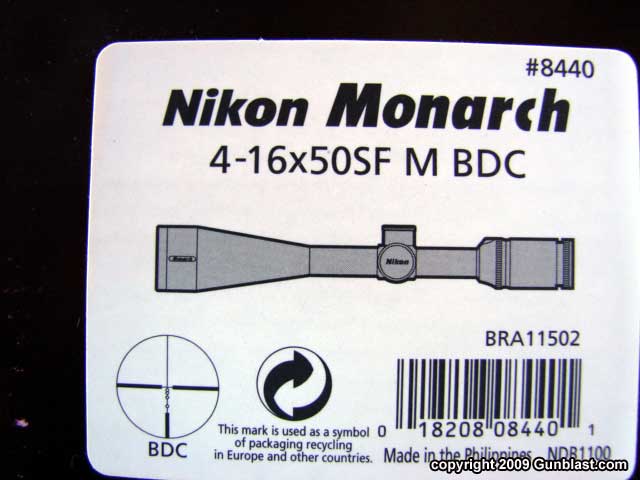 #8440
Nikon Monarch
4-16x50SF M BDC
Nikon
BRA11502
BDC
This mark is used as a symbol
of packaging recycling
in Europe and other countries.
0 18208 08440 1
Made in the Philippines NDB1100
copyright 2009 Gunblast.com